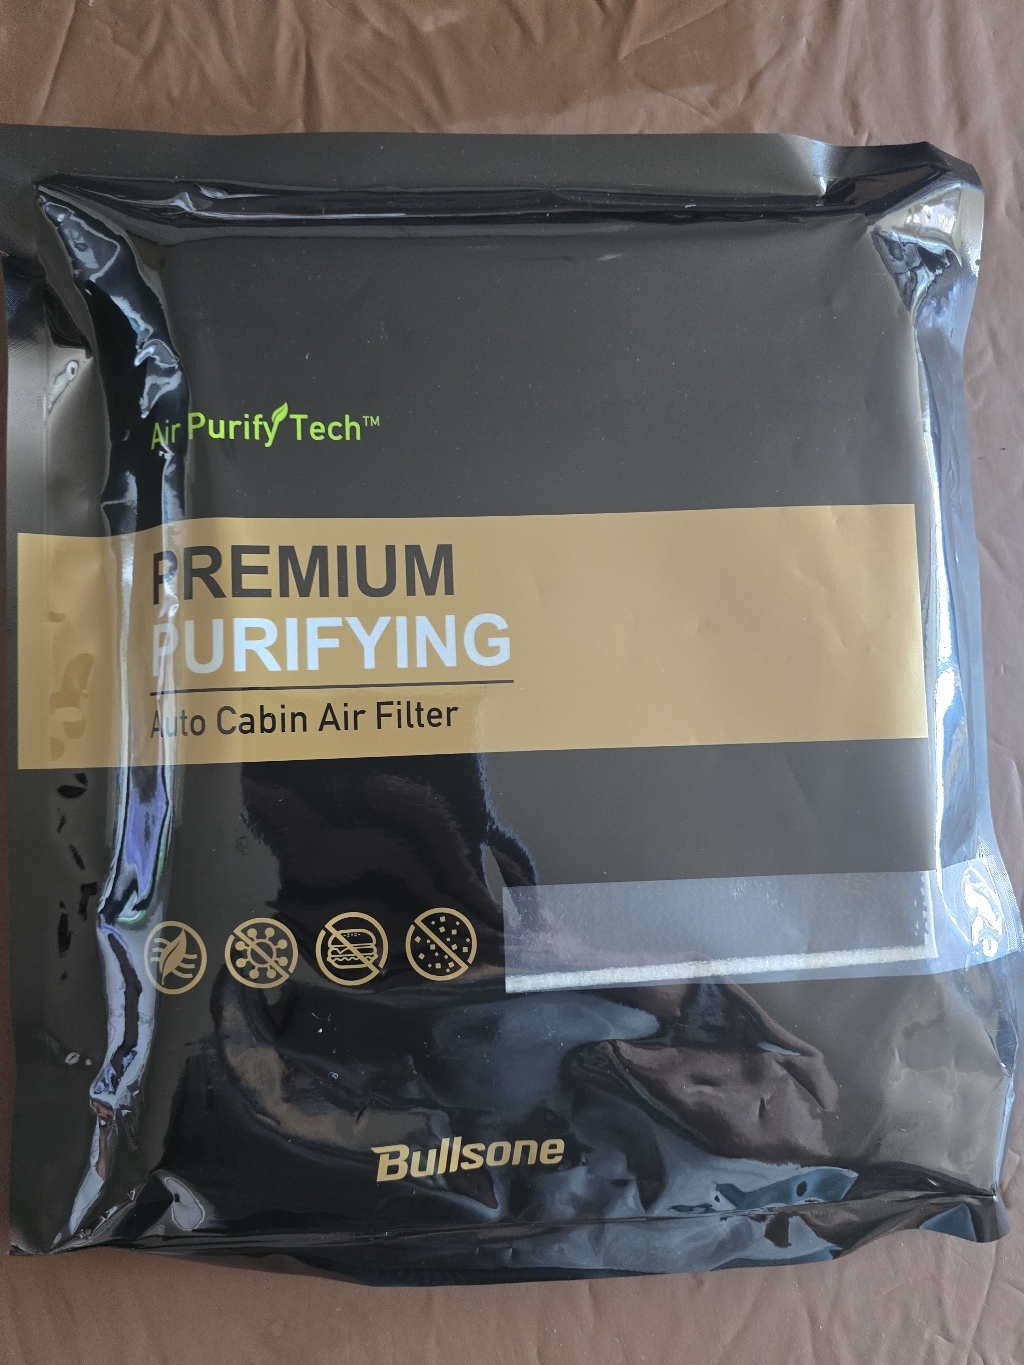 Air Purify Tech™
PREMIUM
PURIFYING
Auto Cabin Air Filter
Bullsone